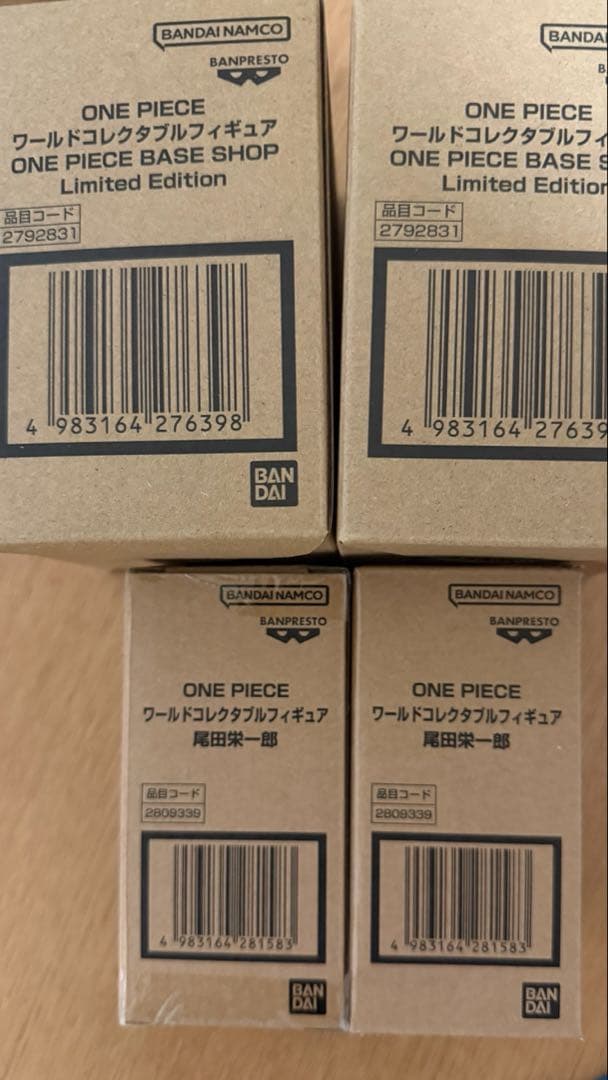 BANDAI NAMCO
BANPRESTO
ONE PIECE
ワールドコレクタブルフィギュア
ONE PIECE BASE SHOP
Limited Edition
品目コード
2792831
4 983164 276398
BAN
DAI
BANDAI
B
ONE PIECE
ワールドコレクタブルフィ
ONE PIECE BASE S
Limited Edition
品目コード
2792831
4 983164 27639
BANDAI NAMCO
BANPRESTO
ONE PIECE
ワールドコレクタブルフィギュア
尾田栄一郎
品目コード
2809339
4 983164 281583
BAN
DAI
BANDAI NAMCO
BANPRESTO
ONE PIECE
ワールドコレクタブルフィギュア
尾田栄一郎
品目コード
2809339
4 983164 281583
BAN
DAI